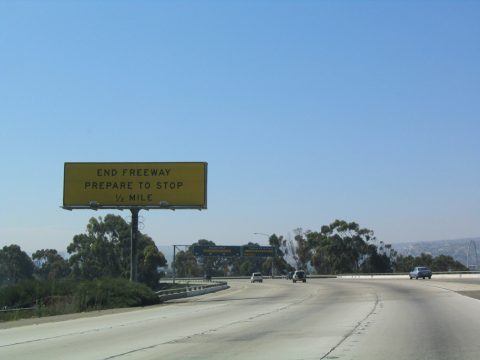 END FREEWAY
PREPARE TO STOP
½ MILE